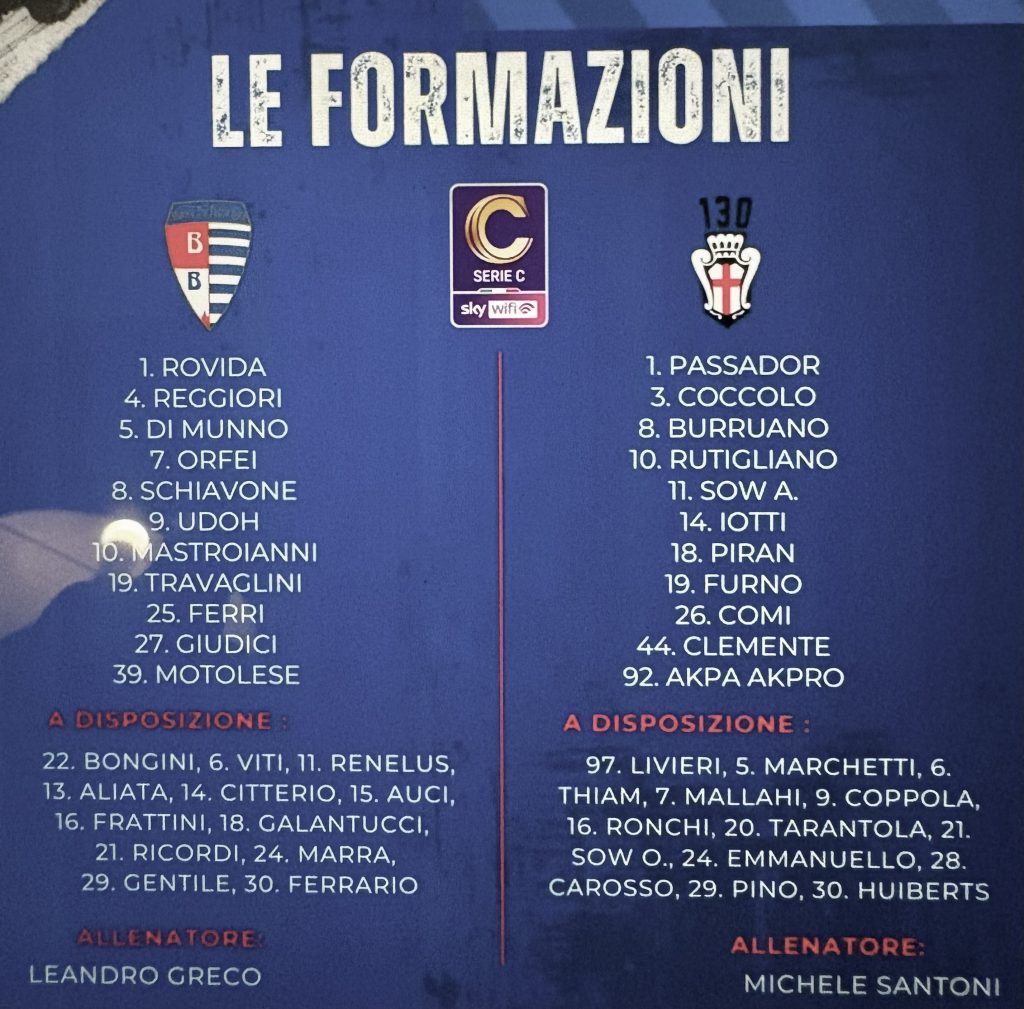 LE FORMAZIONI
B
B
C
SERIE C
sky wifi
130
1. ROVIDA
4. REGGIORI
5. DI MUNNO
7. ORFEI
8. SCHIAVONE
9. UDOH
10. MASTROIANNI
19. TRAVAGLINI
25. FERRI
27. GIUDICI
39. MOTOLESE
A DISPOSIZIONE :
22. BONGINI, 6. VITI, 11. RENELUS,
13. ALIATA, 14. CITTERIO, 15. AUCI,
16. FRATTINI, 18. GALANTUCCI,
21. RICORDI, 24. MARRA,
29. GENTILE, 30. FERRARIO
ALLENATORE:
LEANDRO GRECO
1. PASSADOR
3. COCCOLO
8. BURRUANO
10. RUTIGLIANO
11. SOW A.
14. IOTTI
18. PIRAN
19. FURNO
26. COMI
44. CLEMENTE
92. AKPA AKPRO
A DISPOSIZIONE :
97. LIVIERI, 5. MARCHETTI, 6.
THIAM, 7. MALLAHI, 9. COPPOLA,
16. RONCHI, 20. TARANTOLA, 21.
SOW O., 24. EMMANUELLO, 28.
CAROSSO, 29. PINO, 30. HUIBERTS
ALLENATORE:
MICHELE SANTONI